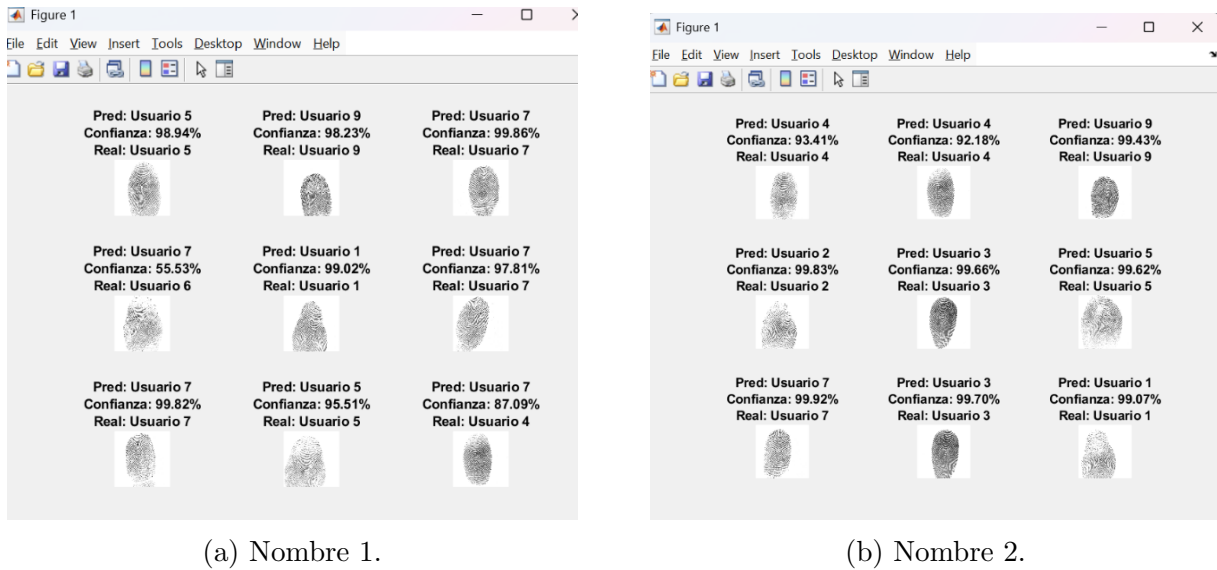 Figure 1
File Edit View Insert Tools Desktop Window Help
Pred: Usuario 5
Confianza: 98.94%
Real: Usuario 5
Pred: Usuario 9
Confianza: 98.23%
Real: Usuario 9
Pred: Usuario 7
Confianza: 99.86%
Real: Usuario 7
Pred: Usuario 7
Confianza: 55.53%
Real: Usuario 6
Pred: Usuario 1
Confianza: 99.02%
Real: Usuario 1
Pred: Usuario 7
Confianza: 97.81%
Real: Usuario 7
Pred: Usuario 7
Confianza: 99.82%
Real: Usuario 7
Pred: Usuario 5
Confianza: 95.51%
Real: Usuario 5
Pred: Usuario 7
Confianza: 87.09%
Real: Usuario 4
(a) Nombre 1.
Figure 1
File Edit View Insert Tools Desktop Window Help
Pred: Usuario 4
Confianza: 93.41%
Real: Usuario 4
Pred: Usuario 4
Confianza: 92.18%
Real: Usuario 4
Pred: Usuario 9
Confianza: 99.43%
Real: Usuario 9
Pred: Usuario 2
Confianza: 99.83%
Real: Usuario 2
Pred: Usuario 3
Confianza: 99.66%
Real: Usuario 3
Pred: Usuario 5
Confianza: 99.62%
Real: Usuario 5
Pred: Usuario 7
Confianza: 99.92%
Real: Usuario 7
Pred: Usuario 3
Confianza: 99.70%
Real: Usuario 3
Pred: Usuario 1
Confianza: 99.07%
Real: Usuario 1
(b) Nombre 2.